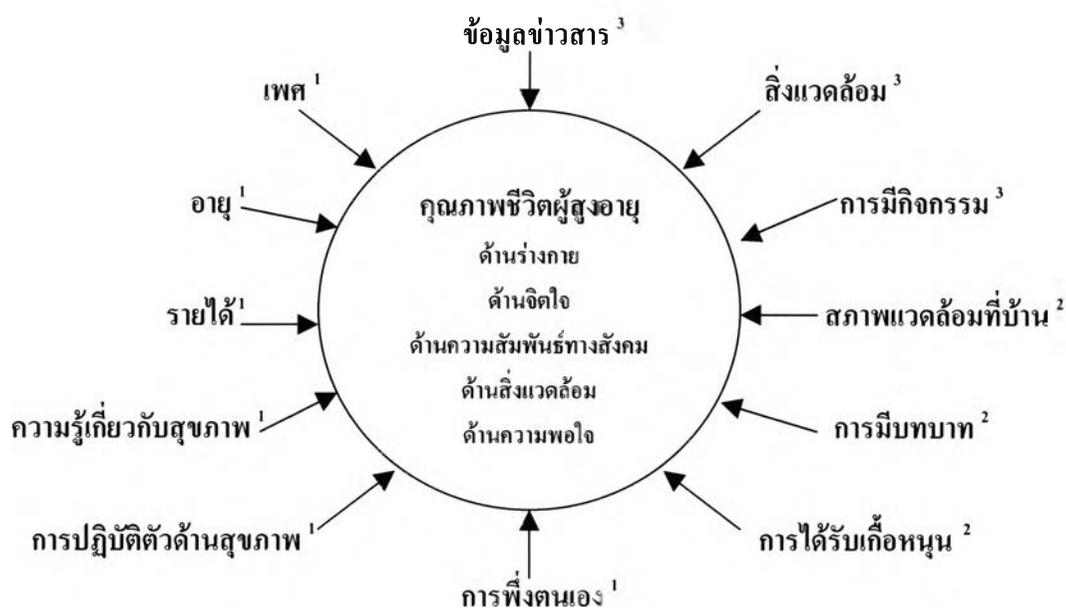 ข้อมูลข่าวสาร ³
เพศ ¹
สิ่งแวดล้อม ³
อายุ ¹
คุณภาพชีวิตผู้สูงอายุ
การมีกิจกรรม ³
ด้านร่างกาย
ด้านจิตใจ
รายได้ ¹
สภาพแวดล้อมที่บ้าน ²
ด้านความสัมพันธ์ทางสังคม
ด้านสิ่งแวดล้อม
ความรู้เกี่ยวกับสุขภาพ ¹
ด้านความพอใจ
การมีบทบาท ²
การปฏิบัติตัวด้านสุขภาพ ¹
การได้รับเกื้อหนุน ²
การพึ่งตนเอง ¹